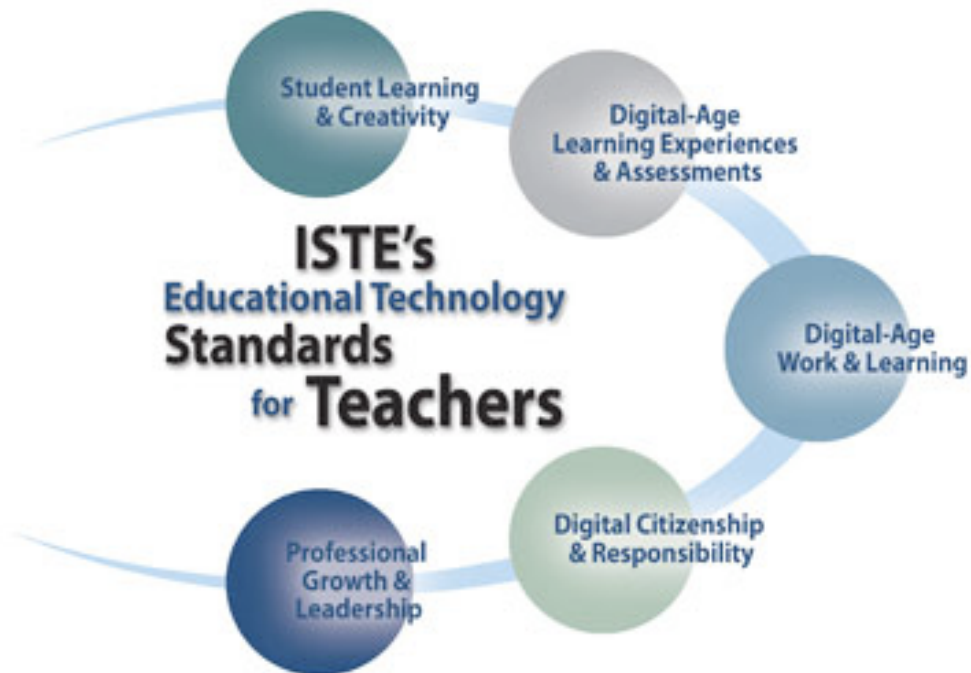 Student Learning
& Creativity
Digital-Age
Learning Experiences
& Assessments
ISTE's
Educational Technology
Standards
for Teachers
Digital-Age
Work & Learning
Digital Citizenship
& Responsibility
Professional
Growth &
Leadership